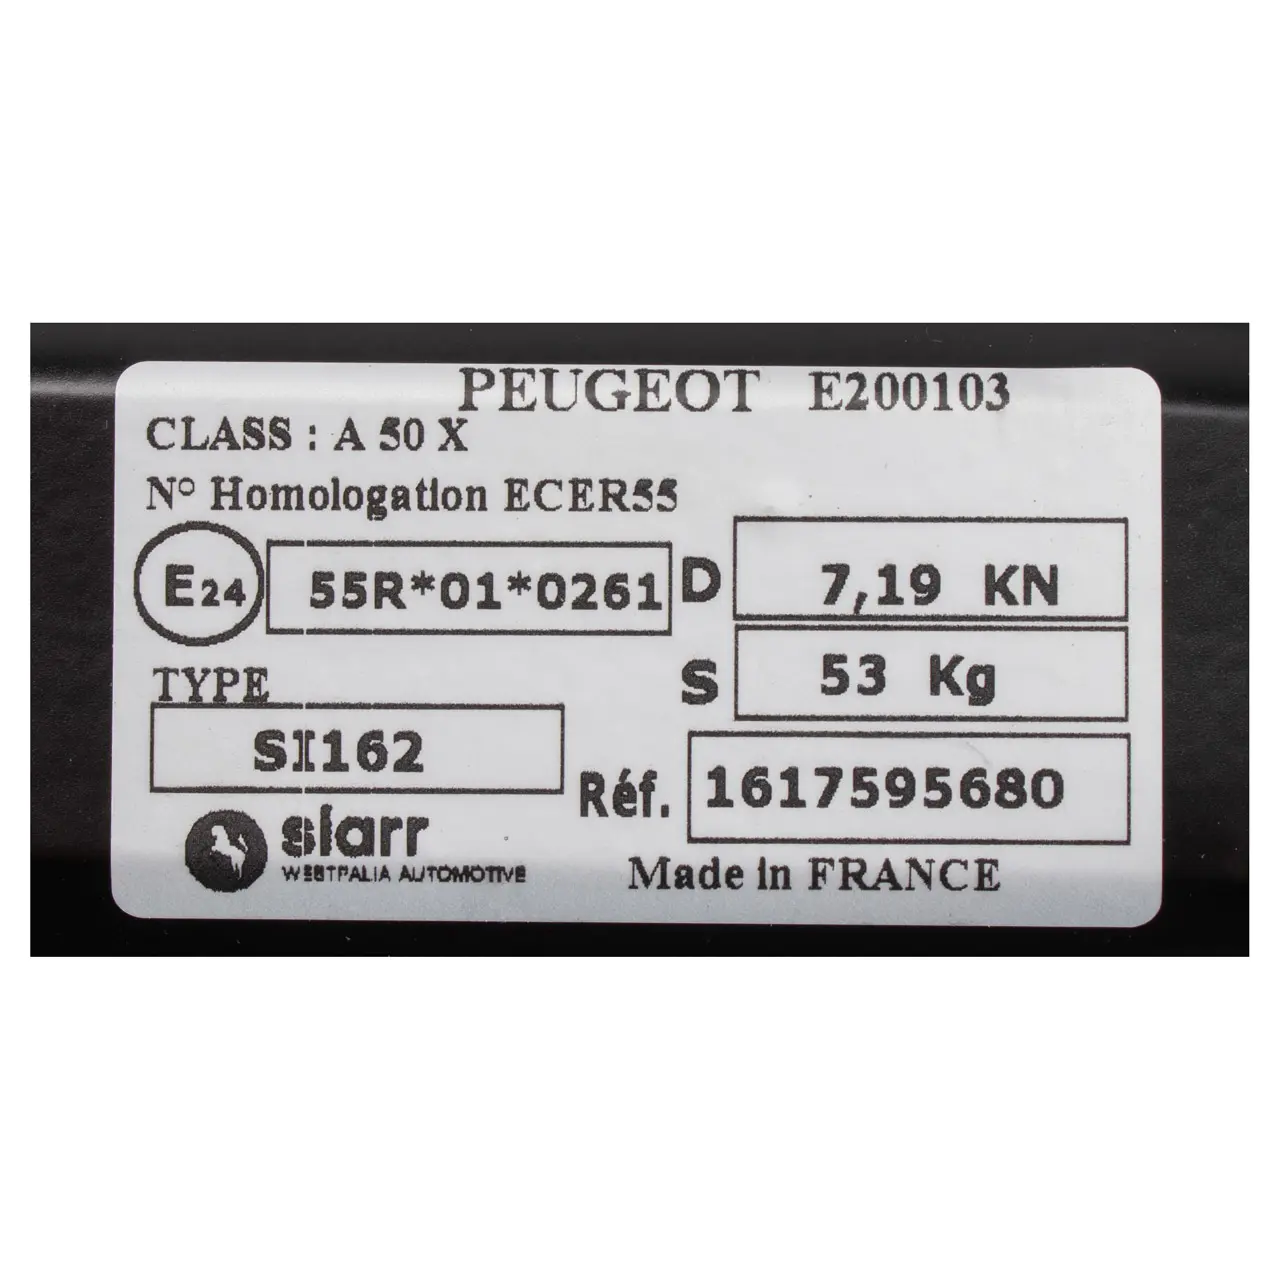 PEUGEOT E200103
CLASS : A 50 X
N° Homologation ECER55
E24 55R*01*0261 D 7,19 KN
S 53 Kg
TYPE
SI162
Réf. 1617595680
siarr
WESTFALIA AUTOMOTIVE
Made in FRANCE